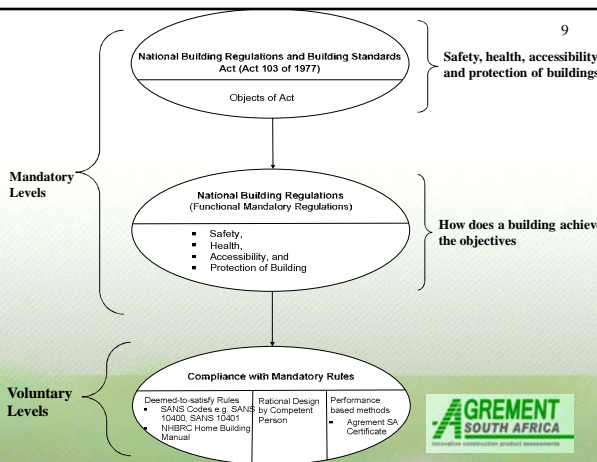 9
National Building Regulations and Building Standards
Act (Act 103 of 1977)
Objects of Act
Safety, health, accessibility
and protection of buildings
Mandatory
Levels
National Building Regulations
(Functional Mandatory Regulations)
Safety,
Health,
Accessibility, and
Protection of Building
How does a building achieve
the objectives
Voluntary
Levels
Compliance with Mandatory Rules
Deemed-to-satisfy Rules
SANS Codes e.g. SANS
10400, SANS 10401
NHBRC Home Building
Manual
Rational Design
by Competent
Person
Performance
based methods
Agrement SA
Certificate
AGREMENT
SOUTH AFRICA
innovative construction product assessments